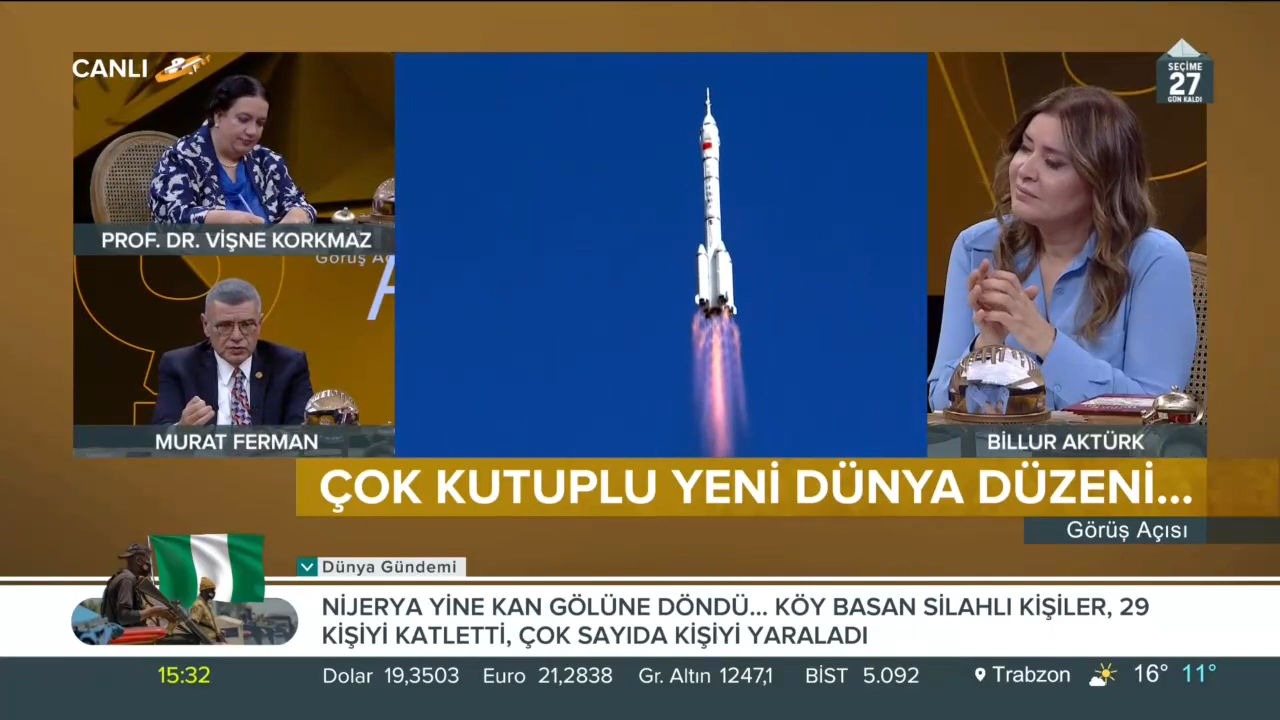 CANLI
SEÇİME
27
GÜN KALDI
PROF. DR. VİŞNE KORKMAZ
Görüş Aç
MURAT FERMAN
BİLLUR AKTÜRK
ÇOK KUTUPLU YENİ DÜNYA DÜZENİ...
Görüş Açısı
Dünya Gündemi
NİJERYA YİNE KAN GÖLÜNE DÖNDÜ... KÖY BASAN SİLAHLI KİŞİLER, 29
KİŞİYİ KATLETTİ, ÇOK SAYIDA KİŞİYİ YARALADI
15:32 Dolar 19,3503 Euro 21,2838 Gr. Altın 1247,1 BİST 5.092 Trabzon 16° 11°